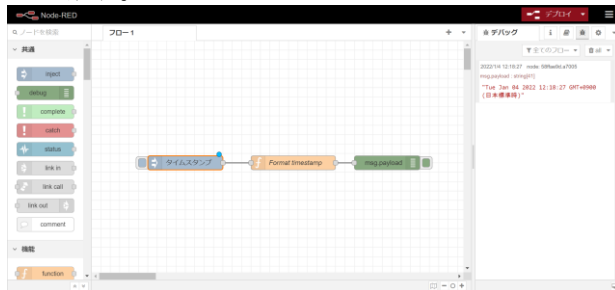 Node-RED
デプロイ
ノードを検索
フロー 1
デバッグ
i
全てのフロー
all
共通
inject
debug
complete
catch
status
link in
link call
link out
comment
機能
function
タイムスタンプ
Format timestamp
msg.payload
msg.payload : string[41]
"Tue Jan 04 2022 12:18:27 GMT+0900
(日本標準時)"